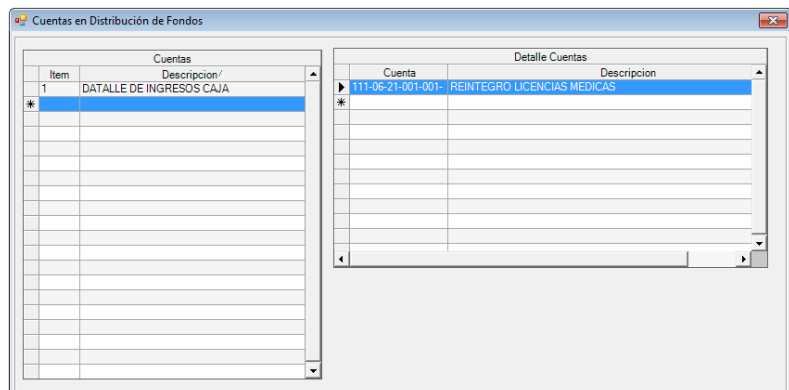 Cuentas en Distribución de Fondos
Cuentas
Item Descripcion
1 DATALLE DE INGRESOS CAJA
Detalle Cuentas
Cuenta Descripcion
111-06-21-001-001- REINTEGRO LICENCIAS MEDICAS